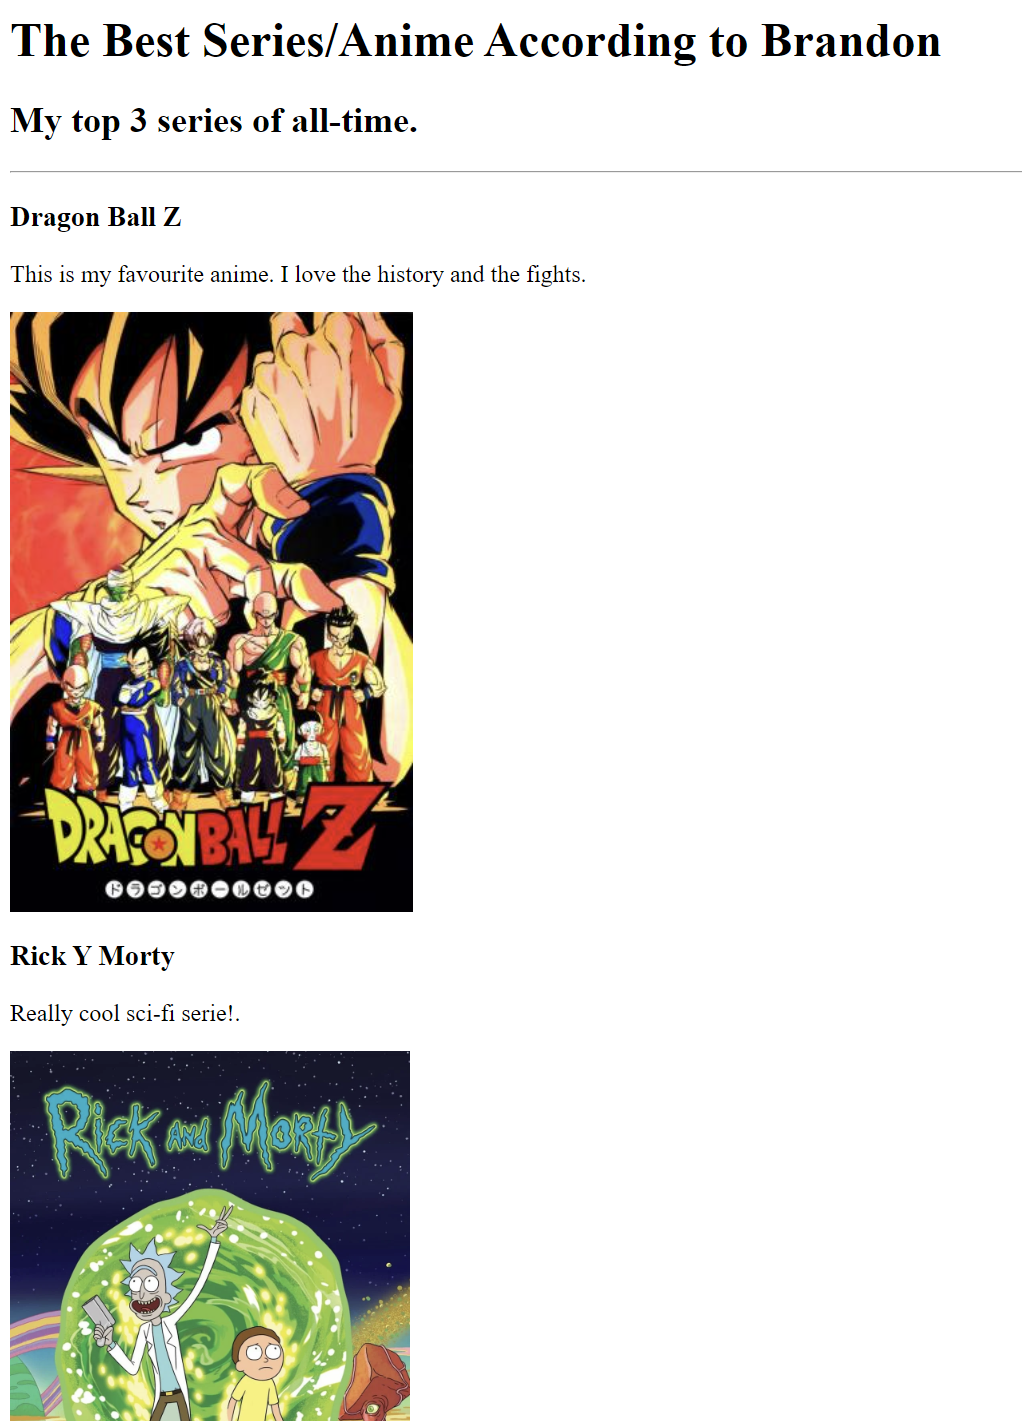 The Best Series/Anime According to Brandon
My top 3 series of all-time.
Dragon Ball Z
This is my favourite anime. I love the history and the fights.
DRAGONBALL Z
ドラゴンボールゼット
Rick Y Morty
Really cool sci-fi serie!.
Rick and Morty